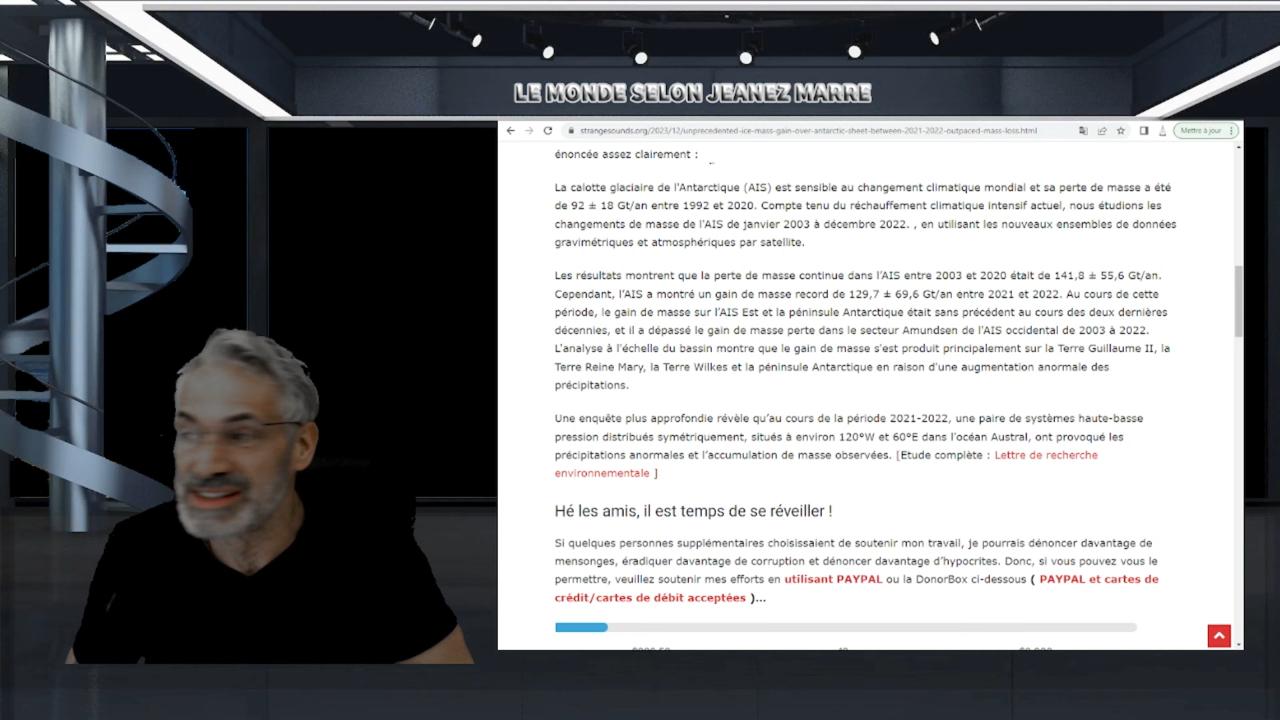 LE MONDE SELON JEANEZ MARRE
strangesounds.org/2023/12/unprecedented-ice-mass-gain-over-antarctic-sheet-between-2021-2022-outpaced-mass-loss.html
Mettre à jour
énoncée assez clairement :
La calotte glaciaire de l'Antarctique (AIS) est sensible au changement climatique mondial et sa perte de masse a été
de 92 ± 18 Gt/an entre 1992 et 2020. Compte tenu du réchauffement climatique intensif actuel, nous étudions les
changements de masse de l'AIS de janvier 2003 à décembre 2022. , en utilisant les nouveaux ensembles de données
gravimétriques et atmosphériques par satellite.
Les résultats montrent que la perte de masse continue dans l'AIS entre 2003 et 2020 était de 141,8 ± 55,6 Gt/an.
Cependant, l'AIS a montré un gain de masse record de 129,7 ± 69,6 Gt/an entre 2021 et 2022. Au cours de cette
période, le gain de masse sur l'AIS Est et la péninsule Antarctique était sans précédent au cours des deux dernières
décennies, et il a dépassé le gain de masse perte dans le secteur Amundsen de l'AIS occidental de 2003 à 2022.
L'analyse à l'échelle du bassin montre que le gain de masse s'est produit principalement sur la Terre Guillaume II, la
Terre Reine Mary, la Terre Wilkes et la péninsule Antarctique en raison d'une augmentation anormale des
précipitations.
Une enquête plus approfondie révèle qu'au cours de la période 2021-2022, une paire de systèmes haute-basse
pression distribués symétriquement, situés à environ 120°W et 60°E dans l'océan Austral, ont provoqué les
précipitations anormales et l'accumulation de masse observées. [Etude complète : Lettre de recherche
environnementale ]
Hé les amis, il est temps de se réveiller !
Si quelques personnes supplémentaires choisissaient de soutenir mon travail, je pourrais dénoncer davantage de
mensonges, éradiquer davantage de corruption et dénoncer davantage d'hypocrites. Donc, si vous pouvez vous le
permettre, veuillez soutenir mes efforts en utilisant PAYPAL ou la DonorBox ci-dessous ( PAYPAL et cartes de
crédit/cartes de débit acceptées )...